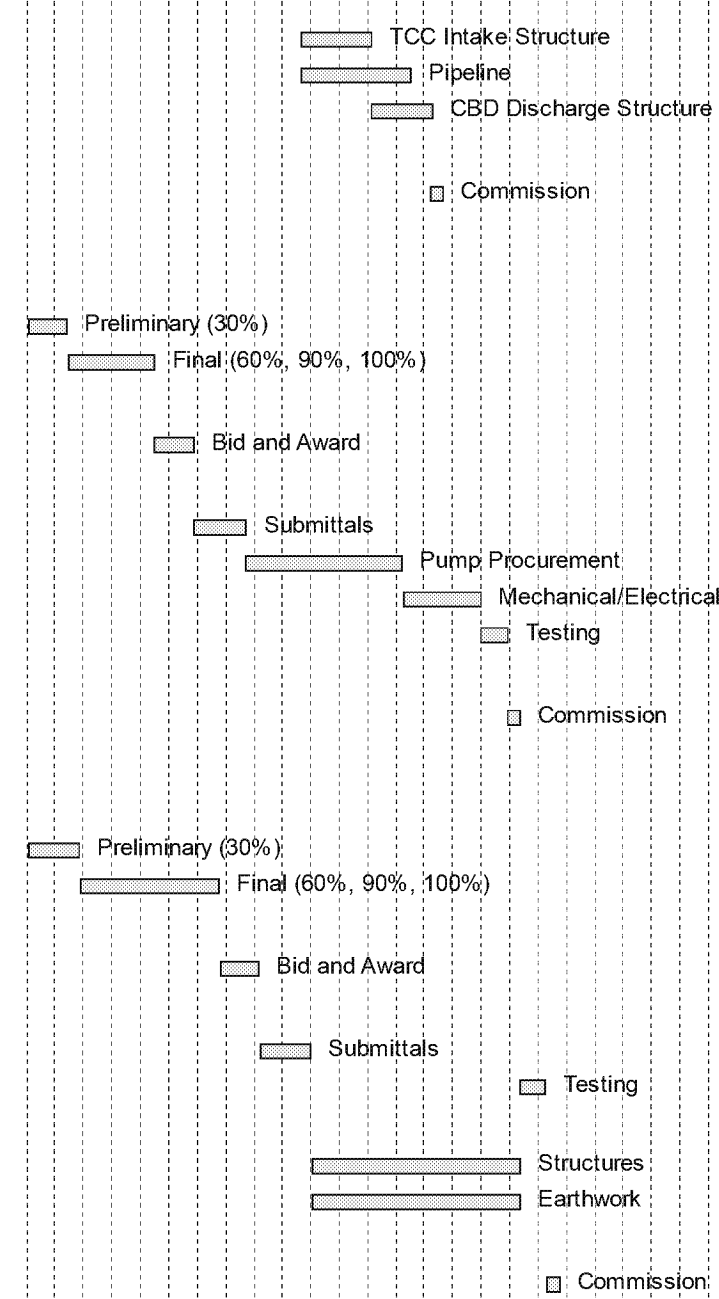 TCC Intake Structure
Pipeline
CBD Discharge Structure
Commission
Preliminary (30%)
Final (60%, 90%, 100%)
Bid and Award
Submittals
Pump Procurement
Mechanical/Electrical
Testing
Commission
Preliminary (30%)
Final (60%, 90%, 100%)
Bid and Award
Submittals
Testing
Structures
Earthwork
Commission